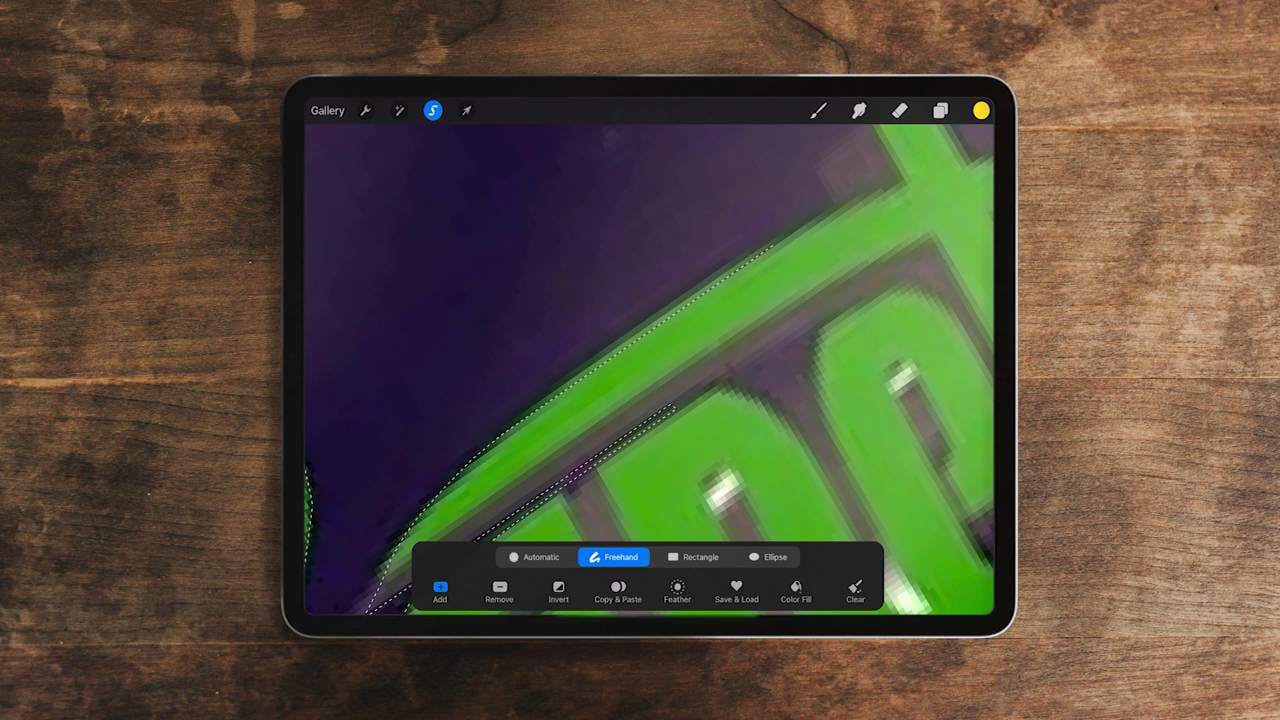 Gallery
Automatic Freehand Rectangle Ellipse
Add Remove Invert Copy & Paste Feather Save & Load Color Fill Clear